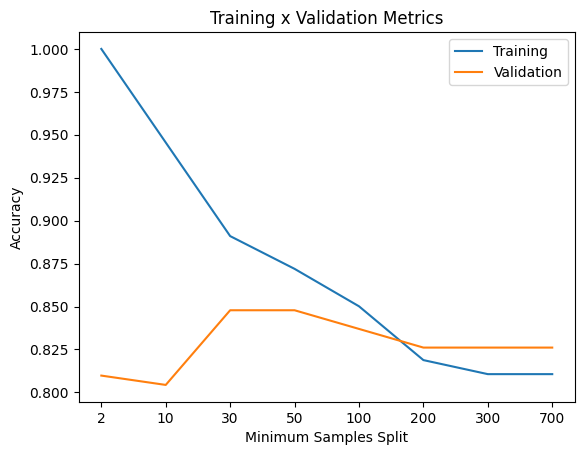 Training x Validation Metrics
Training
Validation
Accuracy
1.000
0.975
0.950
0.925
0.900
0.875
0.850
0.825
0.800
2 10 30 50 100 200 300 700
Minimum Samples Split